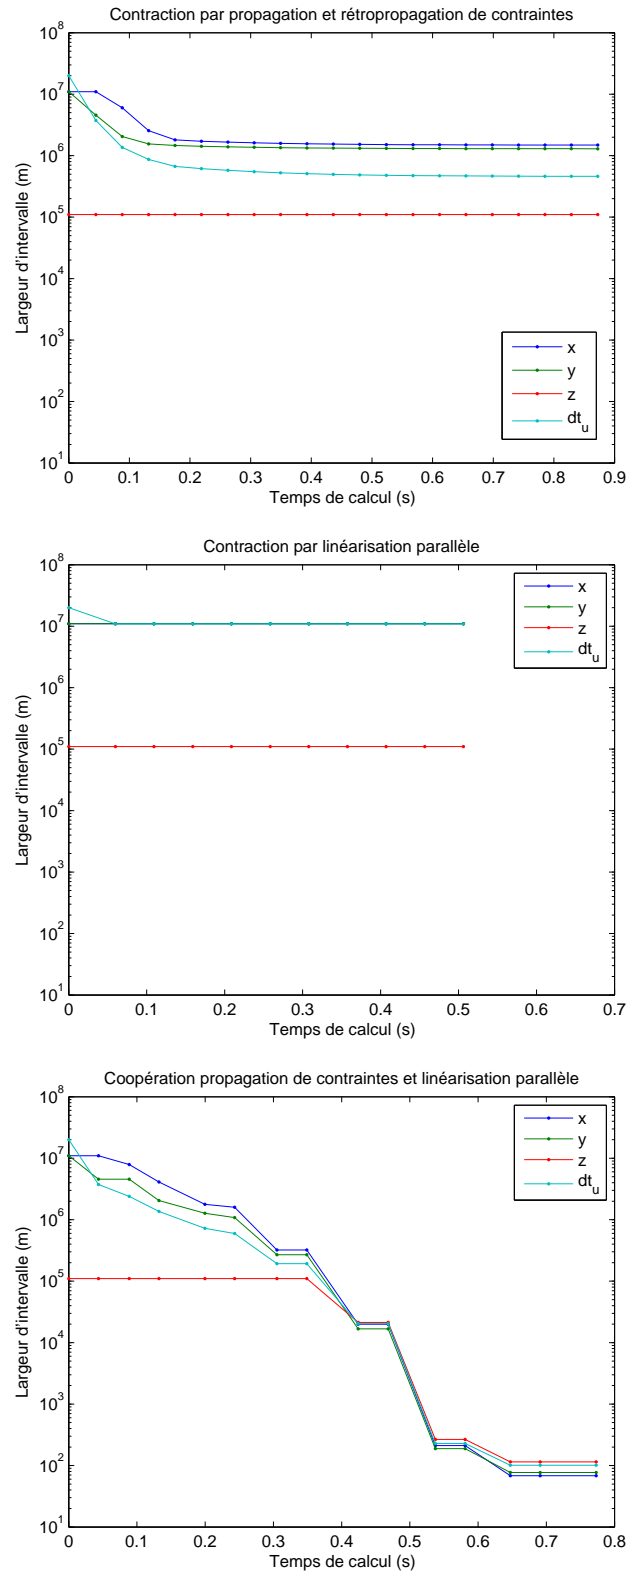 Contraction par propagation et rétropropagation de contraintes
10^8
10^7
10^6
10^5
10^4
10^3
10^2
10^1
Largeur d'intervalle (m)
x
y
z
dt_u
0 0.1 0.2 0.3 0.4 0.5 0.6 0.7 0.8 0.9
Temps de calcul (s)
Contraction par linéarisation parallèle
10^8
10^7
10^6
10^5
10^4
10^3
10^2
10^1
Largeur d'intervalle (m)
x
y
z
dt_u
0 0.1 0.2 0.3 0.4 0.5 0.6 0.7
Temps de calcul (s)
Coopération propagation de contraintes et linéarisation parallèle
10^8
10^7
10^6
10^5
10^4
10^3
10^2
10^1
Largeur d'intervalle (m)
x
y
z
dt_u
0 0.1 0.2 0.3 0.4 0.5 0.6 0.7 0.8
Temps de calcul (s)